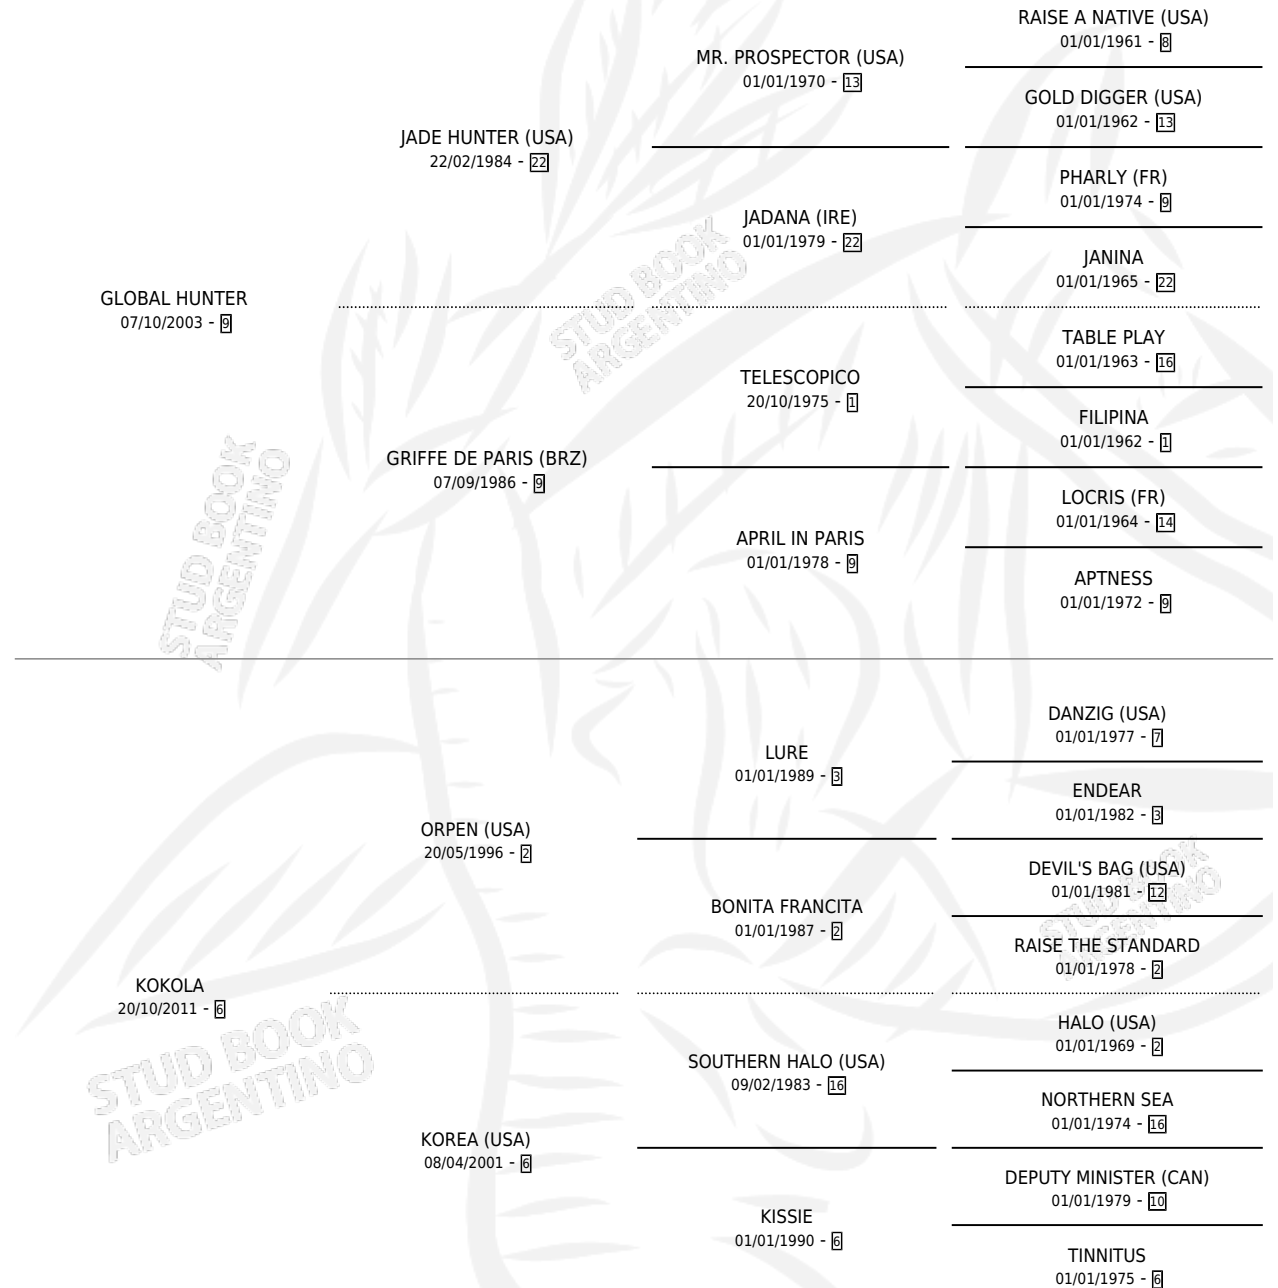 RAISE A NATIVE (USA)
01/01/1961 - 8
MR. PROSPECTOR (USA)
01/01/1970 - 13
GOLD DIGGER (USA)
01/01/1962 - 13
JADE HUNTER (USA)
22/02/1984 - 22
PHARLY (FR)
01/01/1974 - 9
JADANA (IRE)
01/01/1979 - 22
JANINA
01/01/1965 - 22
GLOBAL HUNTER
07/10/2003 - 9
TABLE PLAY
01/01/1963 - 16
TELESCOPICO
20/10/1975 - 1
FILIPINA
01/01/1962 - 1
GRIFFE DE PARIS (BRZ)
07/09/1986 - 9
LOCRIS (FR)
01/01/1964 - 14
APRIL IN PARIS
01/01/1978 - 9
APTNESS
01/01/1972 - 9
DANZIG (USA)
01/01/1977 - 7
LURE
01/01/1989 - 3
ENDEAR
01/01/1982 - 3
ORPEN (USA)
20/05/1996 - 2
DEVIL'S BAG (USA)
01/01/1981 - 12
BONITA FRANCITA
01/01/1987 - 2
RAISE THE STANDARD
01/01/1978 - 2
KOKOLA
20/10/2011 - 6
HALO (USA)
01/01/1969 - 2
SOUTHERN HALO (USA)
09/02/1983 - 16
NORTHERN SEA
01/01/1974 - 16
KOREA (USA)
08/04/2001 - 6
DEPUTY MINISTER (CAN)
01/01/1979 - 10
KISSIE
01/01/1990 - 6
TINNITUS
01/01/1975 - 6
STUD BOOK
ARGENTINO
STUD BOOK
ARGENTINO
STUD BOOK
ARGENTINO
STUD BOOK
ARGENTINO